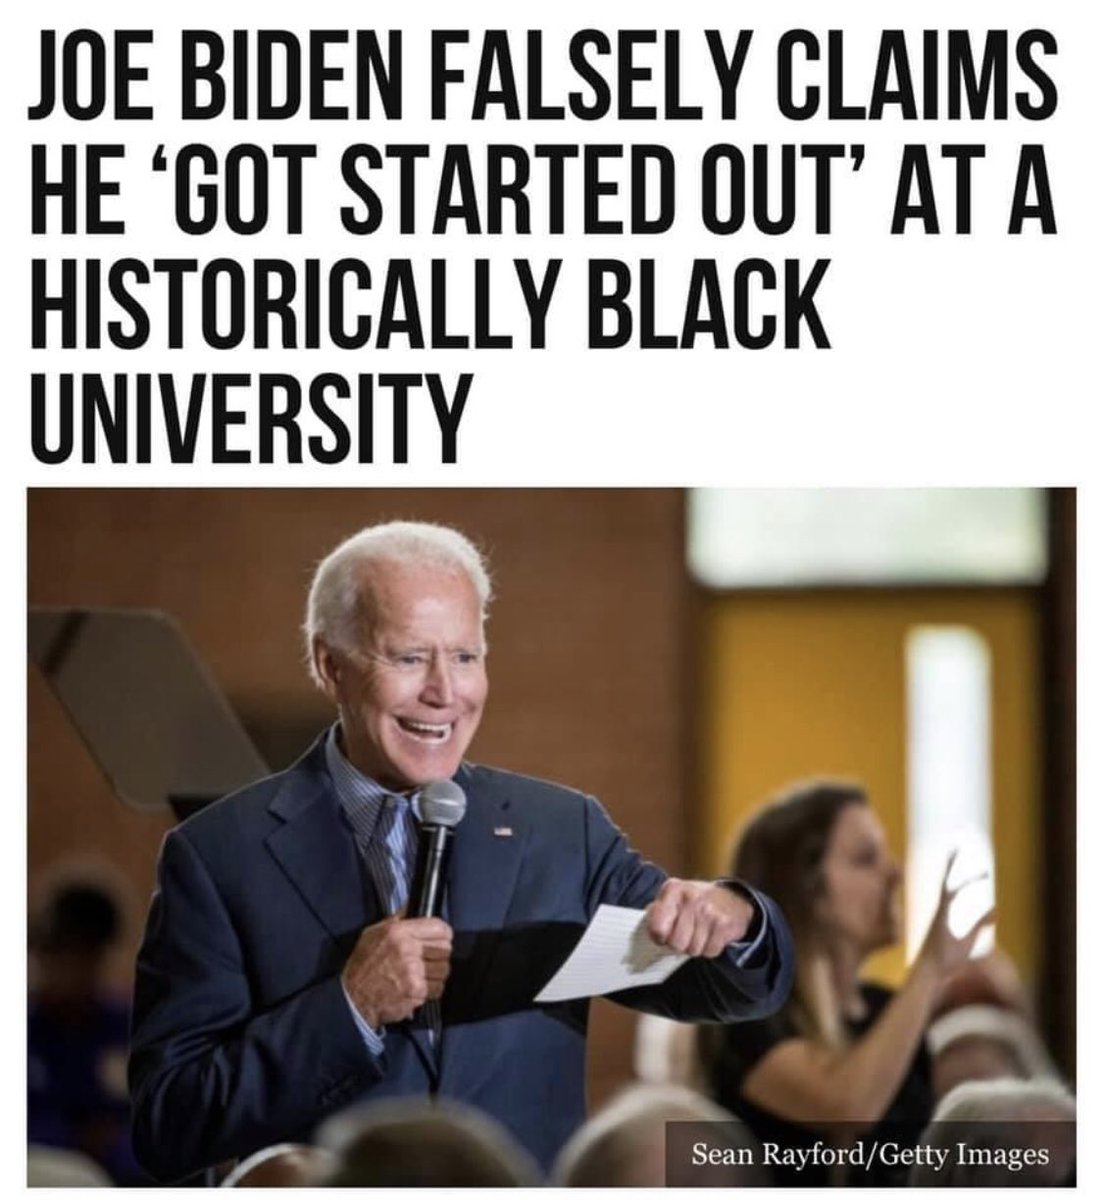 JOE BIDEN FALSELY CLAIMS
HE ‘GOT STARTED OUT’ AT A
HISTORICALLY BLACK
UNIVERSITY
Sean Rayford/Getty Images